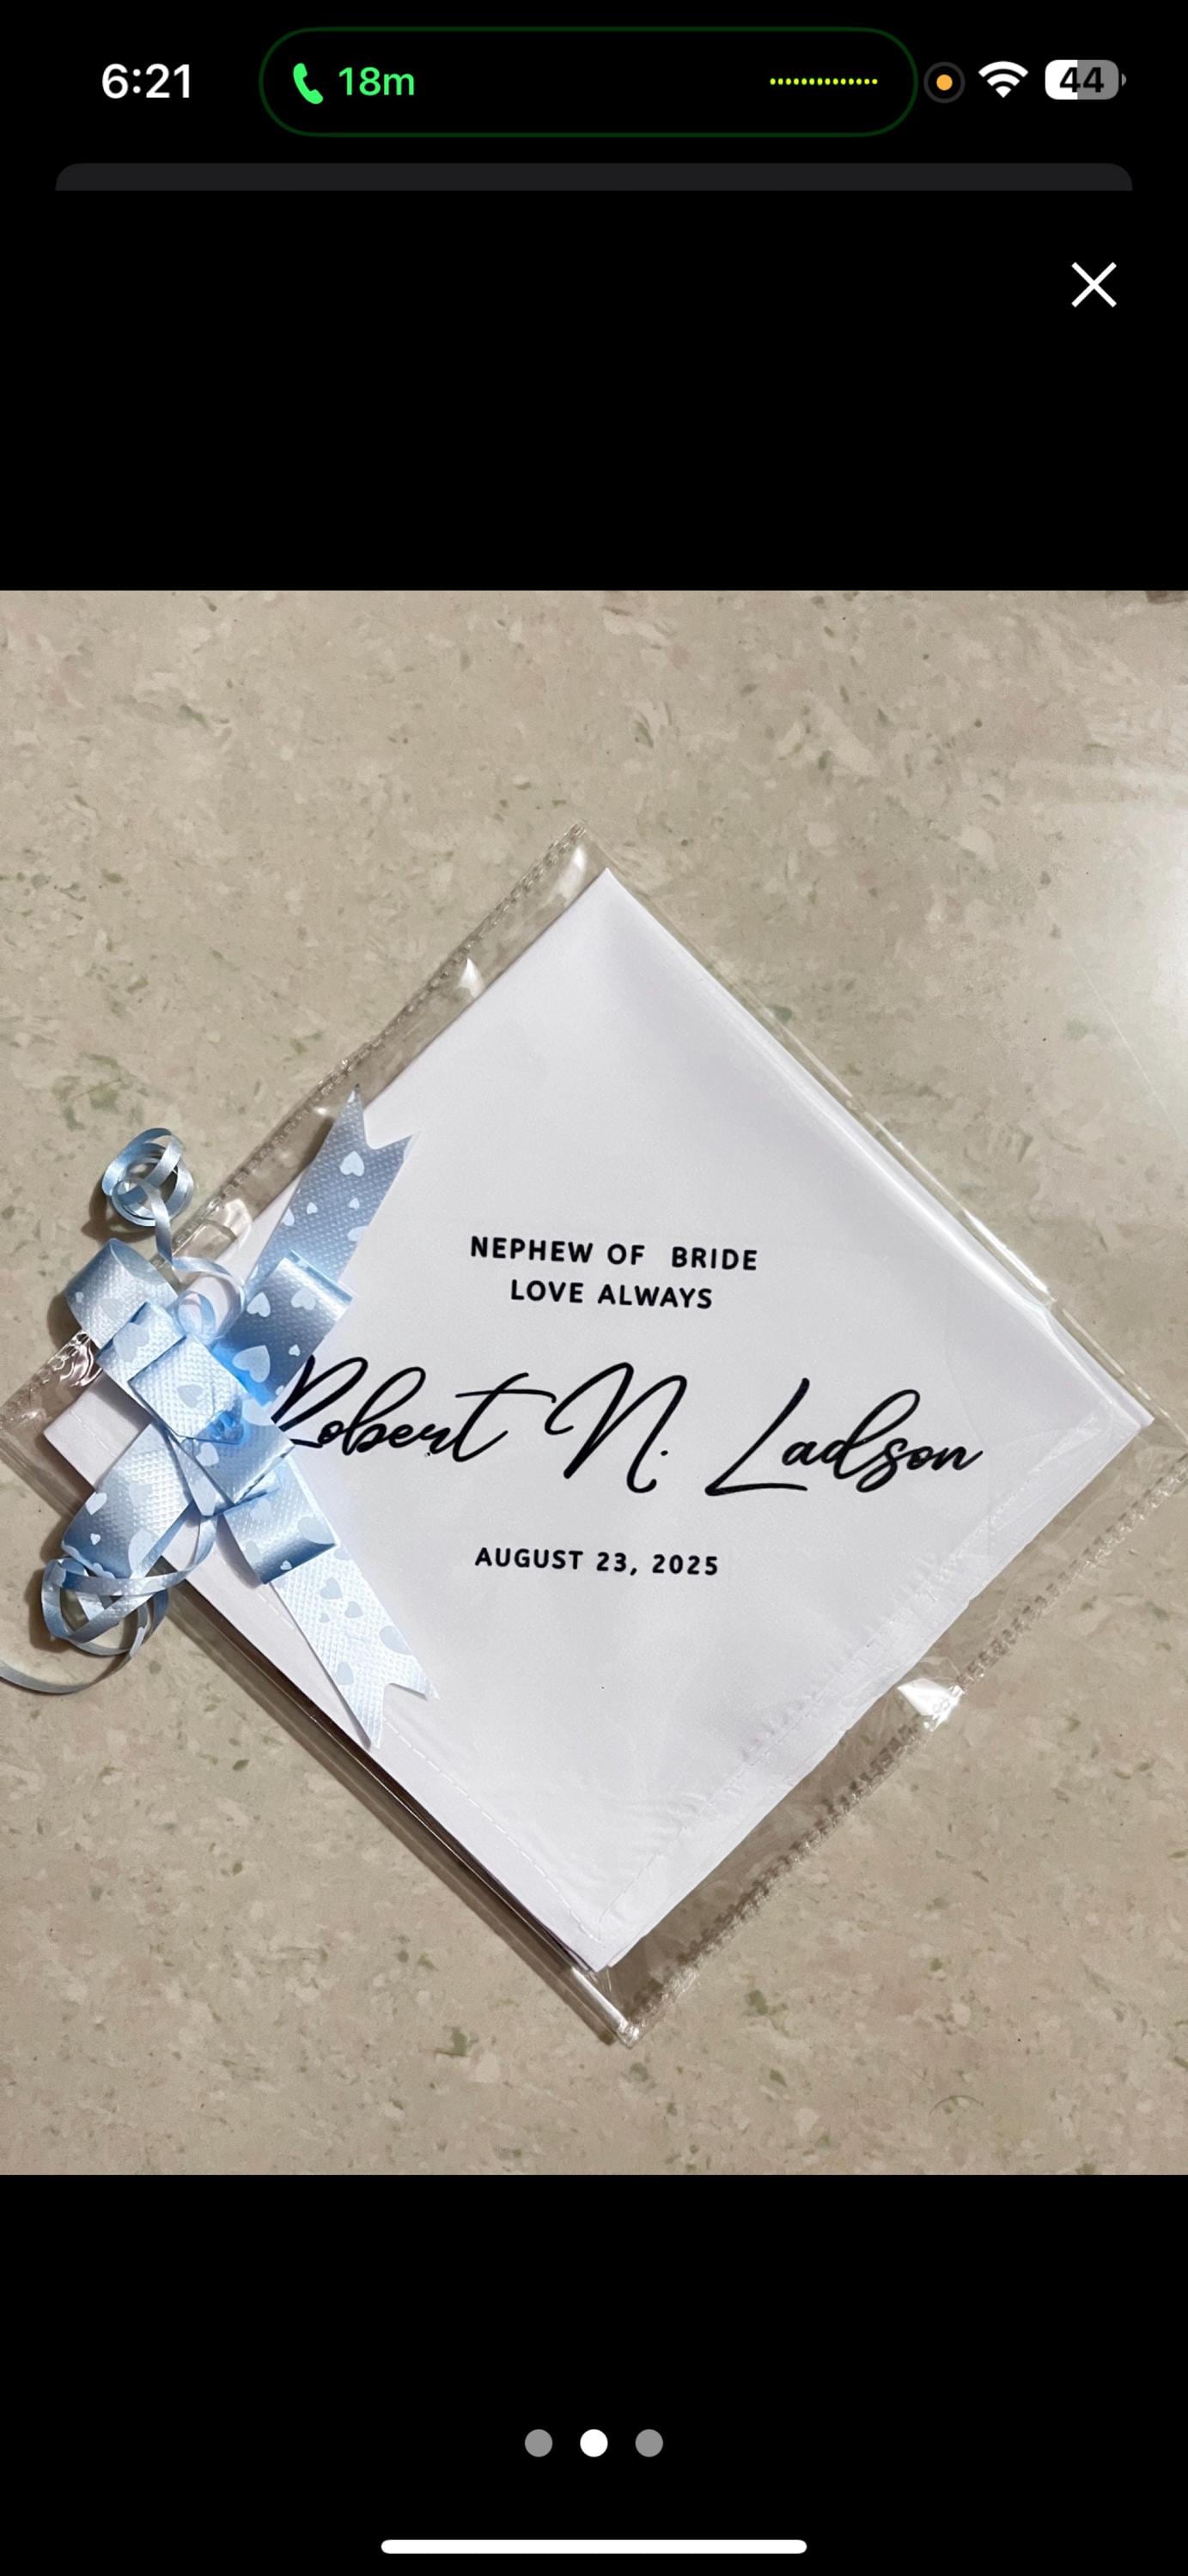 6:21
18m
44
NEPHEW OF BRIDE
LOVE ALWAYS
Robert N. Ladson
AUGUST 23, 2025